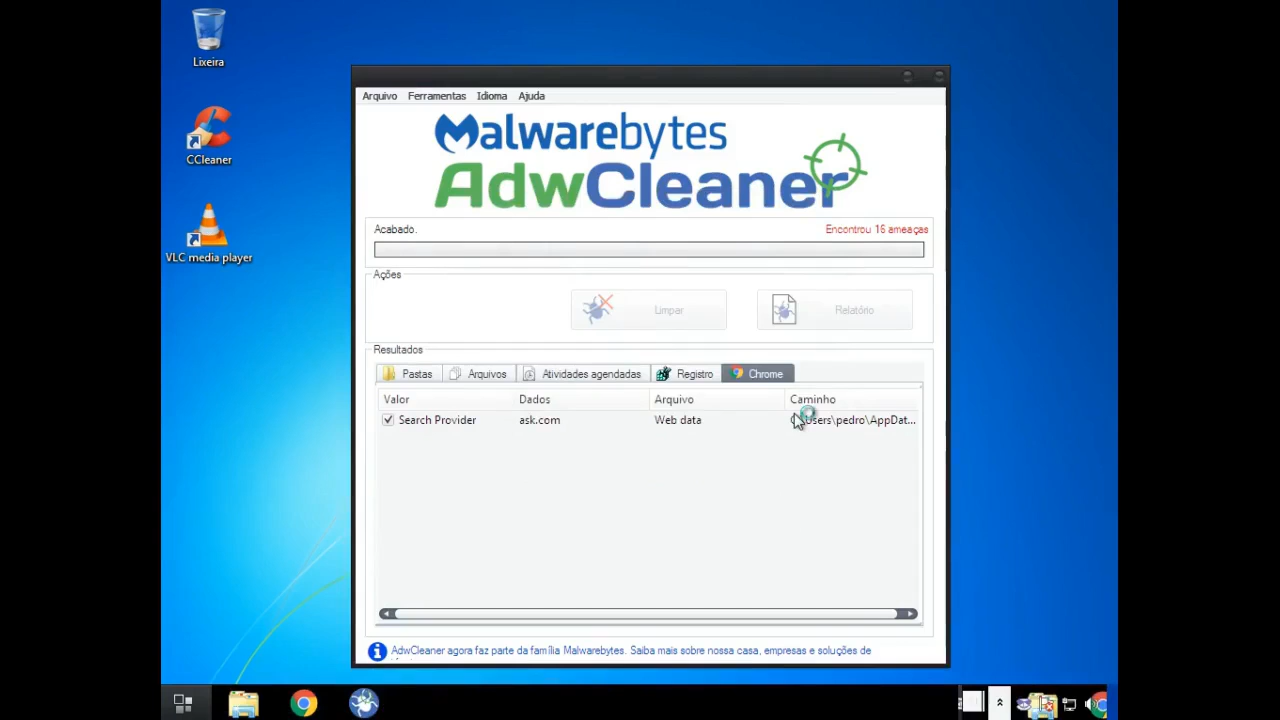 Lixeira
CCleaner
VLC media player
Arquivo Ferramentas Idioma Ajuda
Malwarebytes
AdwCleaner
Acabado. Encontrou 16 ameaças
Ações
Limpar Relatório
Resultados
Pastas Arquivos Atividades agendadas Registro Chrome
Valor Dados Arquivo Caminho
Search Provider ask.com Web data C:\Users\pedro\AppDat...
AdwCleaner agora faz parte da família Malwarebytes. Saiba mais sobre nossa casa, empresas e soluções de